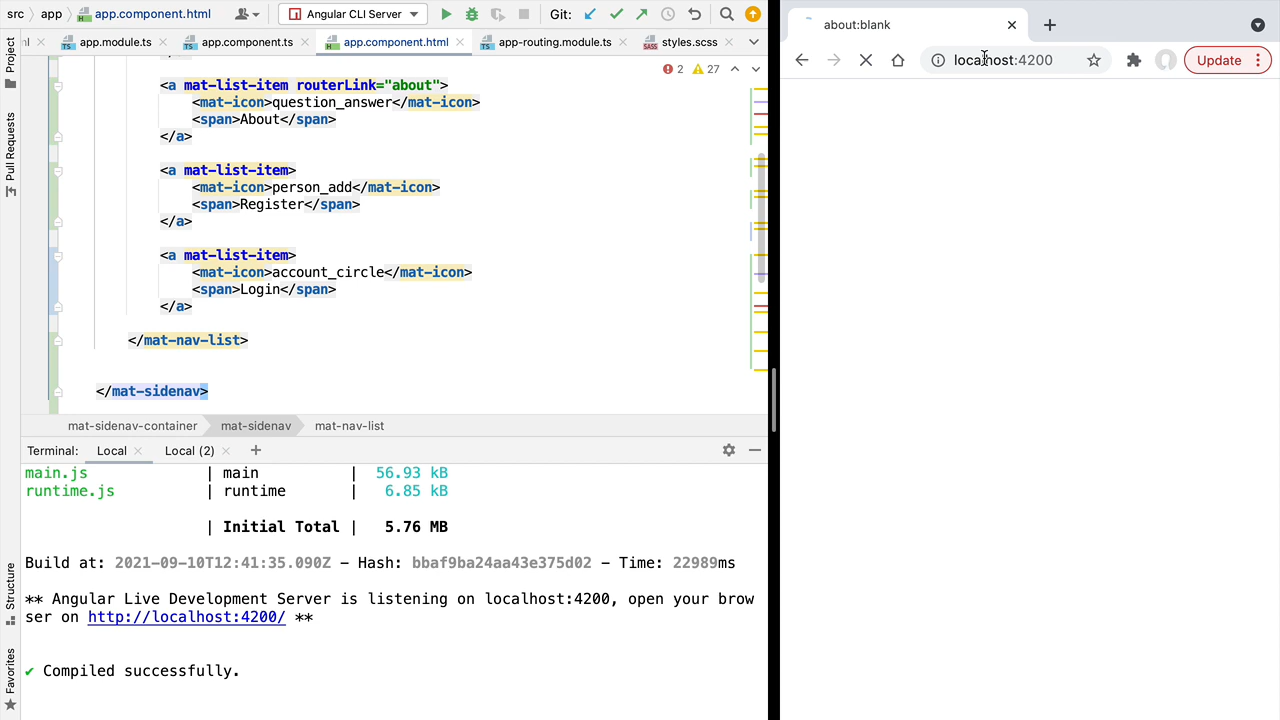 src app app.component.html Angular CLI Server Git:
app.module.ts app.component.ts app.component.html app-routing.module.ts styles.scss
2 27
<a mat-list-item routerLink="about">
<mat-icon>question_answer</mat-icon>
<span>About</span>
</a>
<a mat-list-item>
<mat-icon>person_add</mat-icon>
<span>Register</span>
</a>
<a mat-list-item>
<mat-icon>account_circle</mat-icon>
<span>Login</span>
</a>
</mat-nav-list>
</mat-sidenav>
mat-sidenav-container mat-sidenav mat-nav-list
Terminal: Local Local (2)
main.js | main | 56.93 kB
runtime.js | runtime | 6.85 kB
| Initial Total | 5.76 MB
Build at: 2021-09-10T12:41:35.090Z - Hash: bbaf9ba24aa43e375d02 - Time: 22989ms
** Angular Live Development Server is listening on localhost:4200, open your brow
ser on http://localhost:4200/ **
✔ Compiled successfully.
Project
Pull Requests
Structure
Favorites
about:blank
localhost:4200 Update